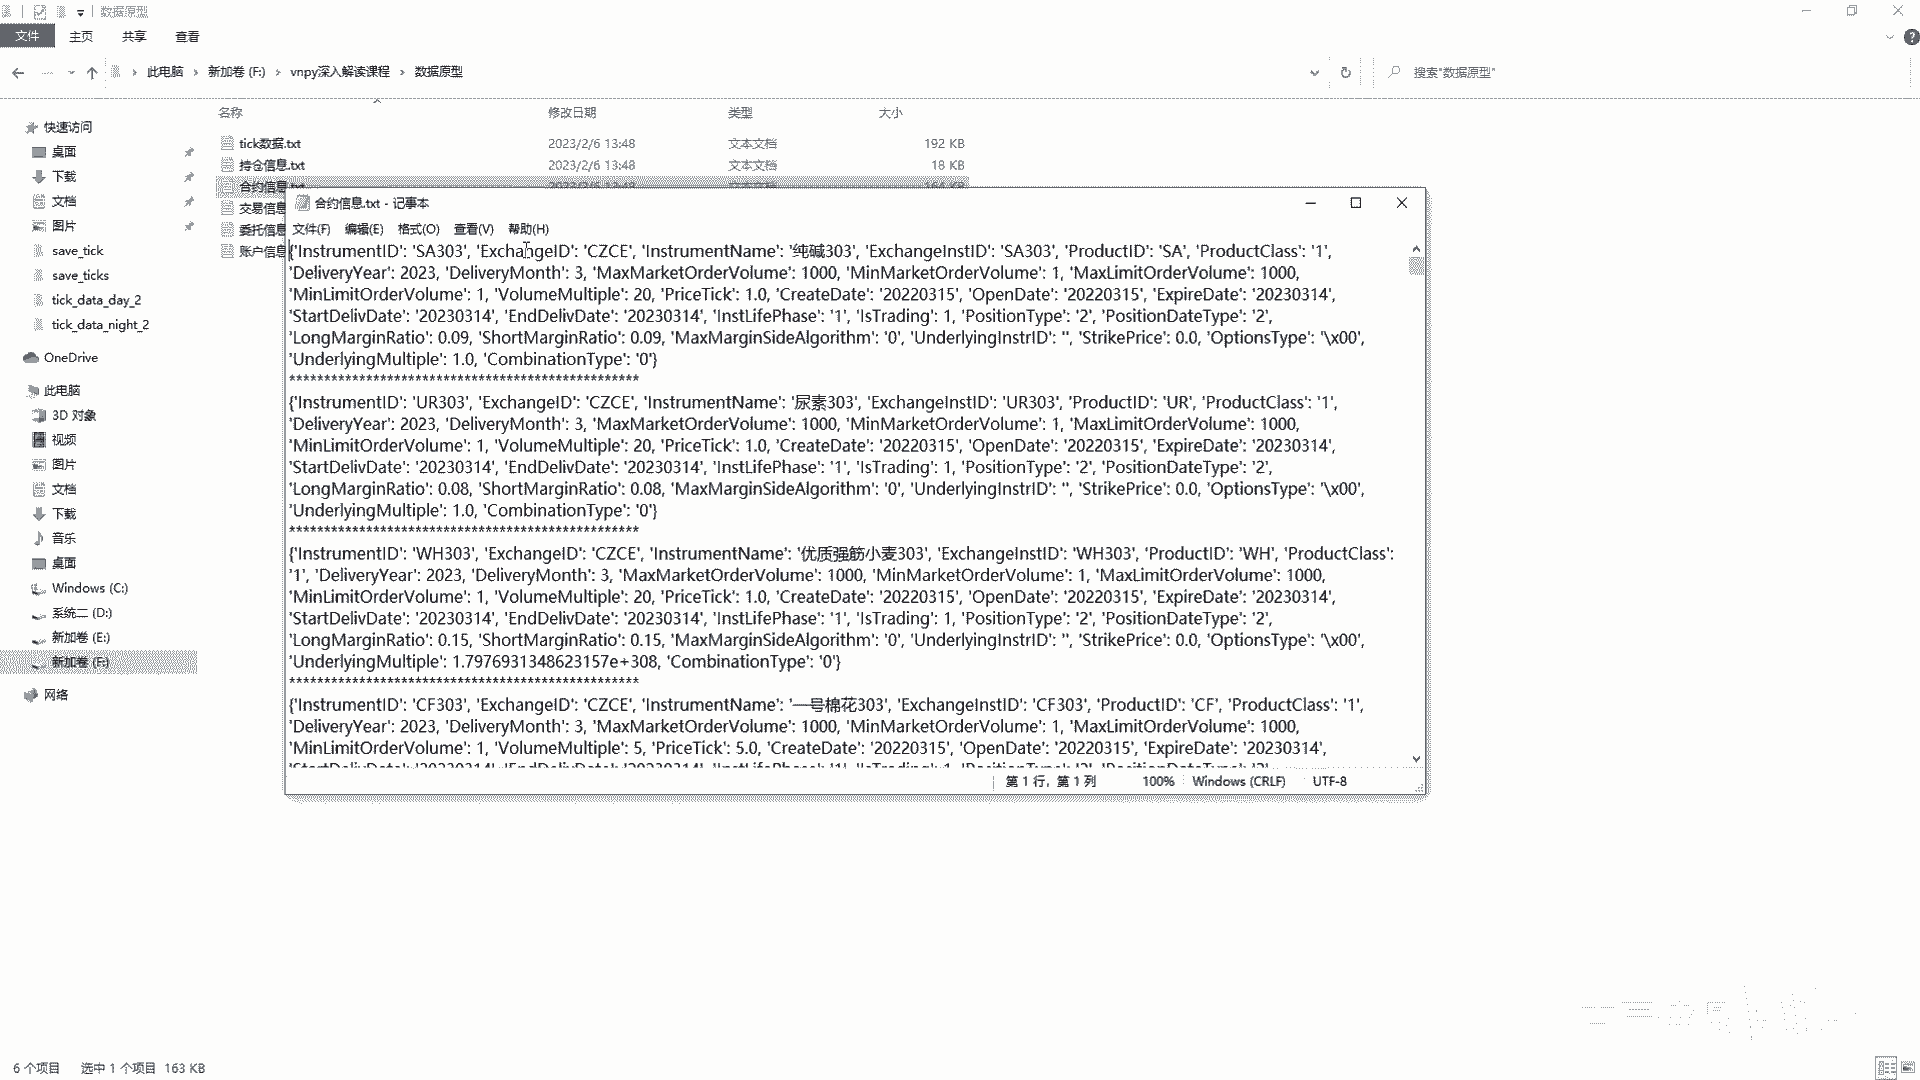 数据原型
文件 主页 共享 查看
此电脑 › 新加卷 (F:) › vnpy深入解读课程 › 数据原型
搜索"数据原型"
名称 修改日期 类型 大小
快速访问
桌面
下载
文档
图片
save_tick
save_ticks
tick_data_day_2
tick_data_night_2
OneDrive
此电脑
3D 对象
视频
图片
文档
下载
音乐
桌面
Windows (C:)
系统二 (D:)
新加卷 (E:)
新加卷 (F:)
网络
tick数据.txt 2023/2/6 13:48 文本文档 192 KB
持仓信息.txt 2023/2/6 13:48 文本文档 18 KB
合约信息.txt 2023/2/6 13:48 文本文档 164 KB
交易信息
委托信息
账户信息
合约信息.txt - 记事本
文件(F) 编辑(E) 格式(O) 查看(V) 帮助(H)
{'InstrumentID': 'SA303', 'ExchangeID': 'CZCE', 'InstrumentName': '纯碱303', 'ExchangeInstID': 'SA303', 'ProductID': 'SA', 'ProductClass': '1',
'DeliveryYear': 2023, 'DeliveryMonth': 3, 'MaxMarketOrderVolume': 1000, 'MinMarketOrderVolume': 1, 'MaxLimitOrderVolume': 1000,
'MinLimitOrderVolume': 1, 'VolumeMultiple': 20, 'PriceTick': 1.0, 'CreateDate': '20220315', 'OpenDate': '20220315', 'ExpireDate': '20230314',
'StartDelivDate': '20230314', 'EndDelivDate': '20230314', 'InstLifePhase': '1', 'IsTrading': 1, 'PositionType': '2', 'PositionDateType': '2',
'LongMarginRatio': 0.09, 'ShortMarginRatio': 0.09, 'MaxMarginSideAlgorithm': '0', 'UnderlyingInstrID': '', 'StrikePrice': 0.0, 'OptionsType': '\x00',
'UnderlyingMultiple': 1.0, 'CombinationType': '0'}
**************************************************
{'InstrumentID': 'UR303', 'ExchangeID': 'CZCE', 'InstrumentName': '尿素303', 'ExchangeInstID': 'UR303', 'ProductID': 'UR', 'ProductClass': '1',
'DeliveryYear': 2023, 'DeliveryMonth': 3, 'MaxMarketOrderVolume': 1000, 'MinMarketOrderVolume': 1, 'MaxLimitOrderVolume': 1000,
'MinLimitOrderVolume': 1, 'VolumeMultiple': 20, 'PriceTick': 1.0, 'CreateDate': '20220315', 'OpenDate': '20220315', 'ExpireDate': '20230314',
'StartDelivDate': '20230314', 'EndDelivDate': '20230314', 'InstLifePhase': '1', 'IsTrading': 1, 'PositionType': '2', 'PositionDateType': '2',
'LongMarginRatio': 0.08, 'ShortMarginRatio': 0.08, 'MaxMarginSideAlgorithm': '0', 'UnderlyingInstrID': '', 'StrikePrice': 0.0, 'OptionsType': '\x00',
'UnderlyingMultiple': 1.0, 'CombinationType': '0'}
**************************************************
{'InstrumentID': 'WH303', 'ExchangeID': 'CZCE', 'InstrumentName': '优质强筋小麦303', 'ExchangeInstID': 'WH303', 'ProductID': 'WH', 'ProductClass':
'1', 'DeliveryYear': 2023, 'DeliveryMonth': 3, 'MaxMarketOrderVolume': 1000, 'MinMarketOrderVolume': 1, 'MaxLimitOrderVolume': 1000,
'MinLimitOrderVolume': 1, 'VolumeMultiple': 20, 'PriceTick': 1.0, 'CreateDate': '20220315', 'OpenDate': '20220315', 'ExpireDate': '20230314',
'StartDelivDate': '20230314', 'EndDelivDate': '20230314', 'InstLifePhase': '1', 'IsTrading': 1, 'PositionType': '2', 'PositionDateType': '2',
'LongMarginRatio': 0.15, 'ShortMarginRatio': 0.15, 'MaxMarginSideAlgorithm': '0', 'UnderlyingInstrID': '', 'StrikePrice': 0.0, 'OptionsType': '\x00',
'UnderlyingMultiple': 1.7976931348623157e+308, 'CombinationType': '0'}
**************************************************
{'InstrumentID': 'CF303', 'ExchangeID': 'CZCE', 'InstrumentName': '一号棉花303', 'ExchangeInstID': 'CF303', 'ProductID': 'CF', 'ProductClass': '1',
'DeliveryYear': 2023, 'DeliveryMonth': 3, 'MaxMarketOrderVolume': 1000, 'MinMarketOrderVolume': 1, 'MaxLimitOrderVolume': 1000,
'MinLimitOrderVolume': 1, 'VolumeMultiple': 5, 'PriceTick': 5.0, 'CreateDate': '20220315', 'OpenDate': '20220315', 'ExpireDate': '20230314',
'StartDelivDate': '20230314', 'EndDelivDate': '20230314', 'InstLifePhase': '1', 'IsTrading': 1, 'PositionType': '2', 'PositionDateType': '2',
第 1 行，第 1 列 100% Windows (CRLF) UTF-8
6 个项目 选中 1 个项目 163 KB